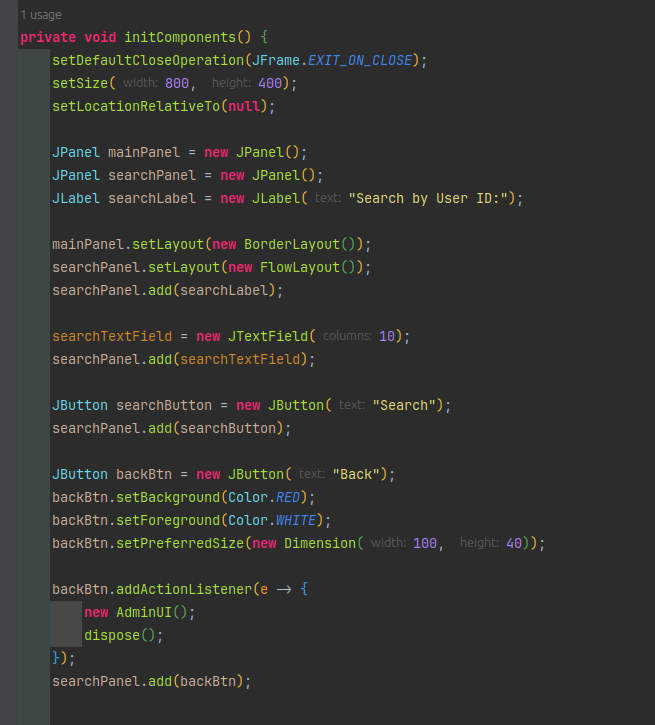 1 usage
private void initComponents() {
setDefaultCloseOperation(JFrame.EXIT_ON_CLOSE);
setSize( width: 800, height: 400);
setLocationRelativeTo(null);
JPanel mainPanel = new JPanel();
JPanel searchPanel = new JPanel();
JLabel searchLabel = new JLabel( text: "Search by User ID:");
mainPanel.setLayout(new BorderLayout());
searchPanel.setLayout(new FlowLayout());
searchPanel.add(searchLabel);
searchTextField = new JTextField( columns: 10);
searchPanel.add(searchTextField);
JButton searchButton = new JButton( text: "Search");
searchPanel.add(searchButton);
JButton backBtn = new JButton( text: "Back");
backBtn.setBackground(Color.RED);
backBtn.setForeground(Color.WHITE);
backBtn.setPreferredSize(new Dimension( width: 100, height: 40));
backBtn.addActionListener(e -> {
new AdminUI();
dispose();
});
searchPanel.add(backBtn);